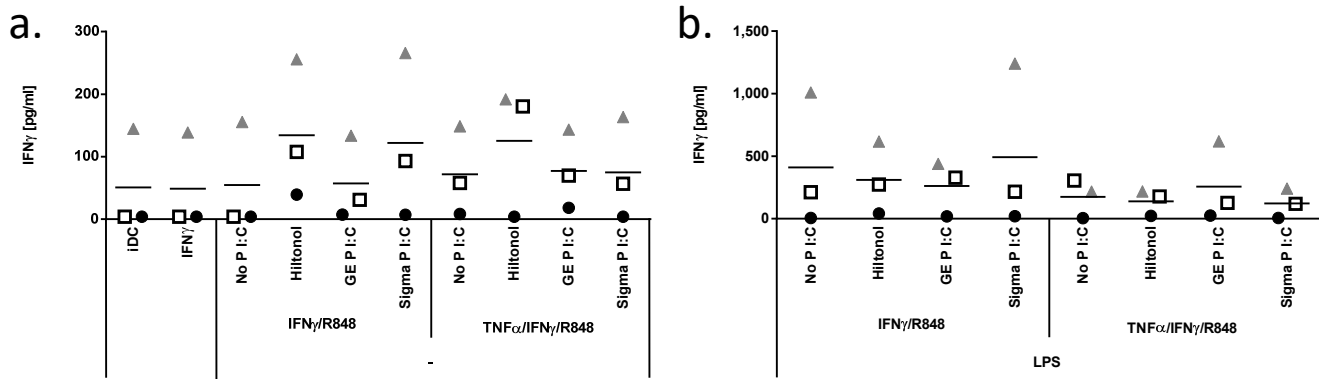 a.
IFNγ [pg/ml]
300
200
100
0
iDC
IFNγ
No P I:C
Hiltonol
GE P I:C
Sigma P I:C
No P I:C
Hiltonol
GE P I:C
Sigma P I:C
IFNγ/R848
TNFα/IFNγ/R848
-
b.
IFNγ [pg/ml]
1,500
1,000
500
0
No P I:C
Hiltonol
GE P I:C
Sigma P I:C
No P I:C
Hiltonol
GE P I:C
Sigma P I:C
IFNγ/R848
TNFα/IFNγ/R848
LPS